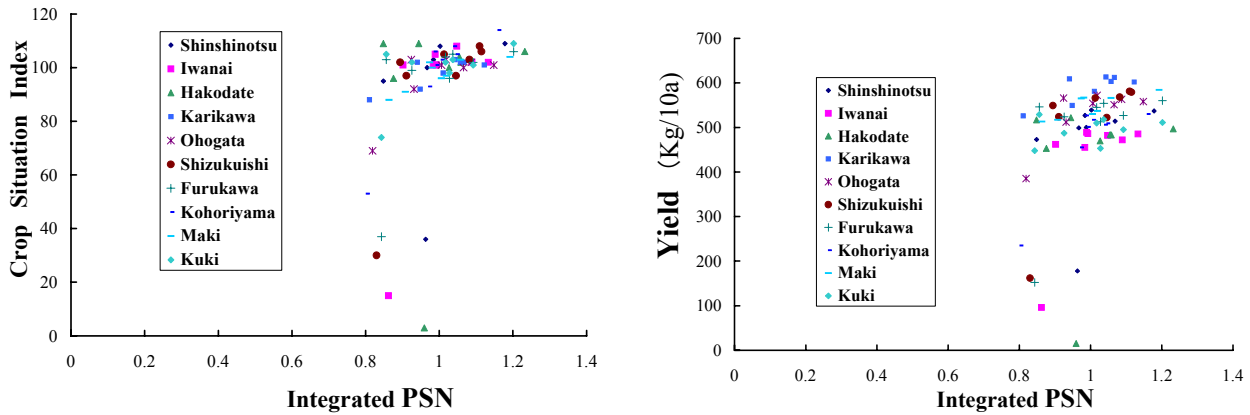 Crop Situation Index
120
100
80
60
40
20
0
Shinshinotsu
Iwanai
Hakodate
Karikawa
Ohogata
Shizukuishi
Furukawa
Kohoriyama
Maki
Kuki
0 0.2 0.4 0.6 0.8 1 1.2 1.4
Integrated PSN
Yield (Kg/10a)
700
600
500
400
300
200
100
0
Shinshinotsu
Iwanai
Hakodate
Karikawa
Ohogata
Shizukuishi
Furukawa
Kohoriyama
Maki
Kuki
0 0.2 0.4 0.6 0.8 1 1.2 1.4
Integrated PSN